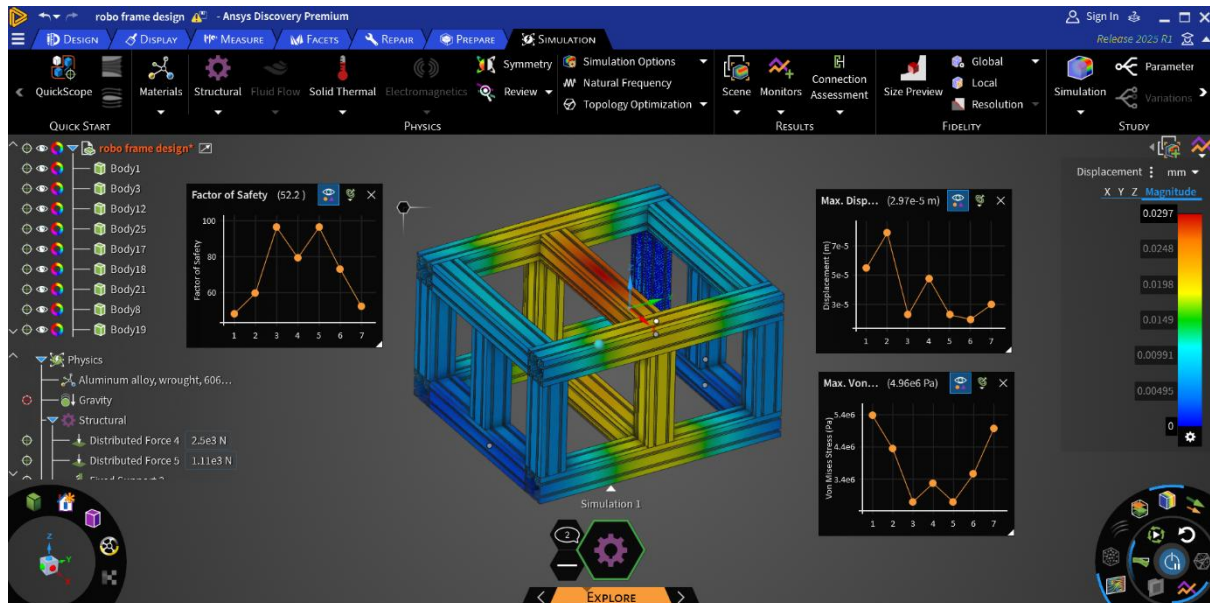 robo frame design - Ansys Discovery Premium
Sign In
Design Display Measure Facets Repair Prepare Simulation
Release 2025 R1
QuickScope Materials Structural Fluid Flow Solid Thermal Electromagnetics
Symmetry
Review
Simulation Options
Natural Frequency
Topology Optimization
Scene Monitors Connection Assessment
Size Preview
Global
Local
Resolution
Simulation
Parameter
Variations
Quick Start Physics Results Fidelity Study
robo frame design*
Body1
Body3
Body12
Body25
Body17
Body18
Body21
Body8
Body19
Physics
Aluminum alloy, wrought, 606...
Gravity
Structural
Distributed Force 4 2.5e3 N
Distributed Force 5 1.11e3 N
Z
Y
Factor of Safety (52.2 )
Factor of Safety
100
80
60
1 2 3 4 5 6 7
Max. Disp... (2.97e-5 m)
Displacement (m)
7e-5
5e-5
3e-5
1 2 3 4 5 6 7
Max. Von... (4.96e6 Pa)
Von Mises Stress (Pa)
5.4e6
4.4e6
3.4e6
1 2 3 4 5 6 7
Displacement mm
X Y Z Magnitude
0.0297
0.0248
0.0198
0.0149
0.00991
0.00495
0
Simulation 1
2
Explore